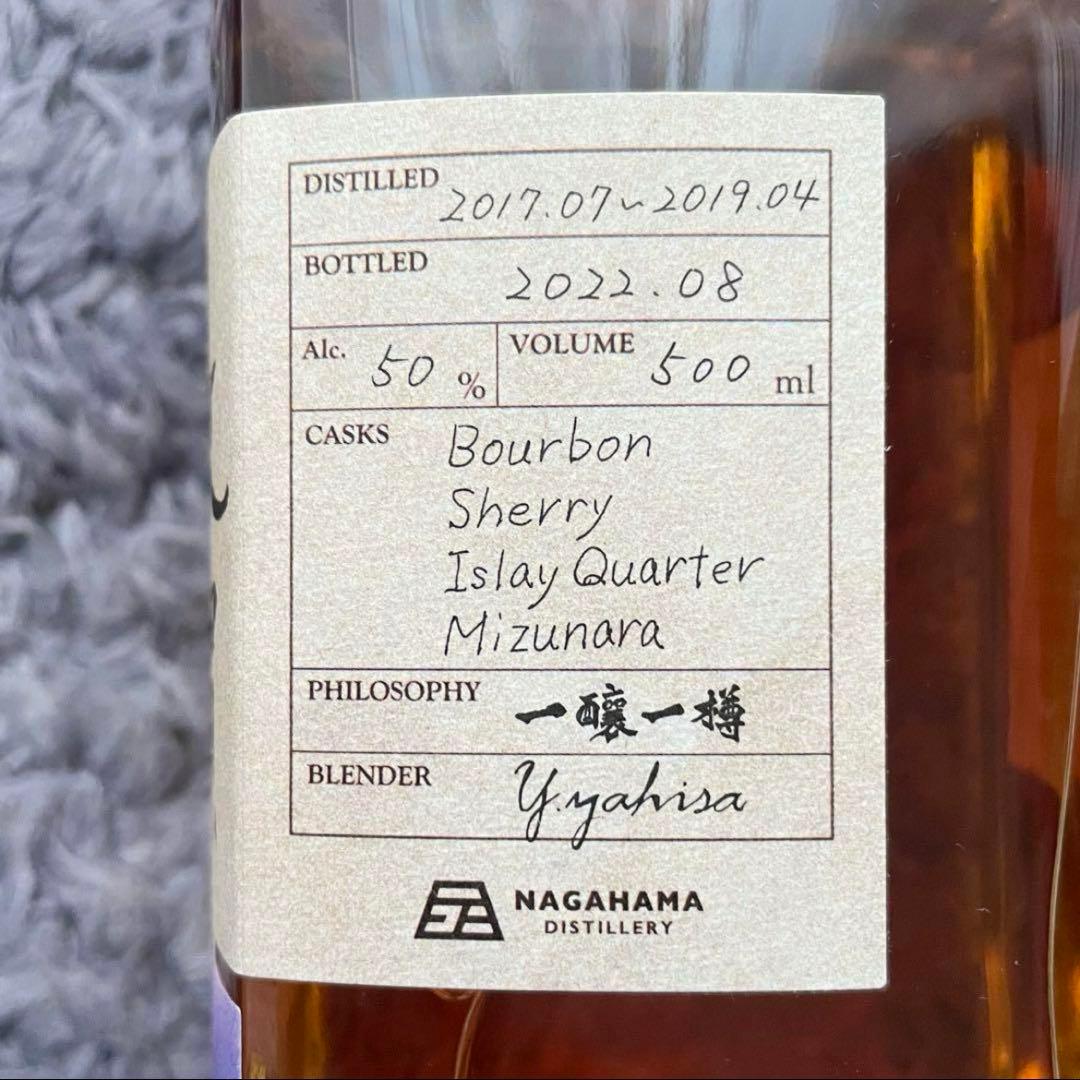 DISTILLED 2017.07~2019.04
BOTTLED 2022.08
Alc. 50 % VOLUME 500 ml
CASKS Bourbon
Sherry
Islay Quarter
Mizunara
PHILOSOPHY 一醸一樽
BLENDER Y.yahisa
NAGAHAMA
DISTILLERY